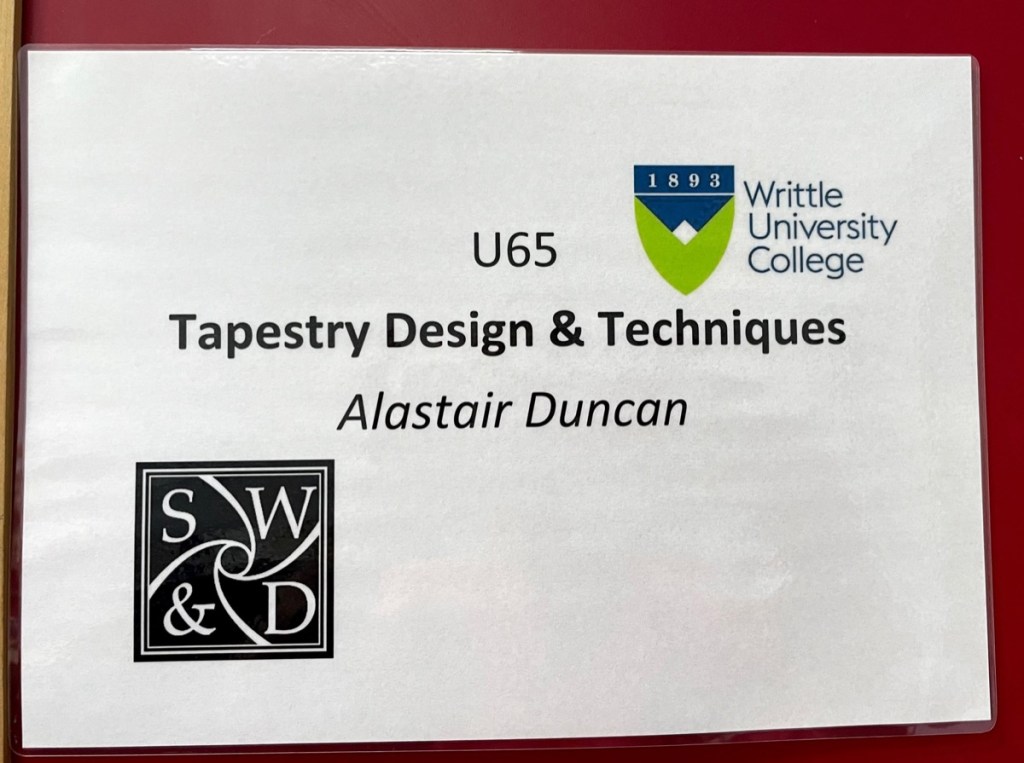 1893
Writtle
University
College
U65
Tapestry Design & Techniques
Alastair Duncan
S W
& D